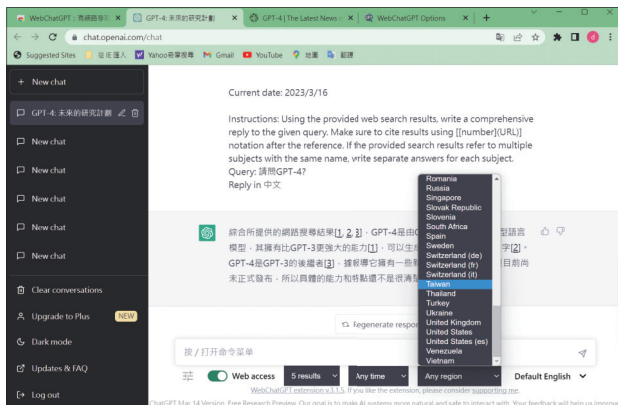 WebChatGPT：有網路存取
GPT-4: 未來的研究計劃
GPT-4 | The Latest News
WebChatGPT Options
chat.openai.com/chat
Suggested Sites
Yahoo奇摩搜尋
Gmail
YouTube
地圖
翻譯
New chat
GPT-4: 未來的研究計劃
New chat
New chat
New chat
New chat
New chat
Clear conversations
Upgrade to Plus NEW
Dark mode
Updates & FAQ
Log out
Current date: 2023/3/16
Instructions: Using the provided web search results, write a comprehensive
reply to the given query. Make sure to cite results using [[number](URL)]
notation after the reference. If the provided search results refer to multiple
subjects with the same name, write separate answers for each subject.
Query: 請問GPT-4?
Reply in 中文
綜合所提供的網路搜尋結果[1, 2, 3]，GPT-4是由 型語言
模型，其擁有比GPT-3更強大的能力[1]，可以生 字[2]。
GPT-4是GPT-3的後繼者[3]，據報導它擁有一些 目前尚
未正式發布，所以具體的能力和特點還不是很清
Romania
Russia
Singapore
Slovak Republic
Slovenia
South Africa
Spain
Sweden
Switzerland (de)
Switzerland (fr)
Switzerland (it)
Taiwan
Thailand
Turkey
Ukraine
United Kingdom
United States
United States (es)
Venezuela
Vietnam
Regenerate respor
按 / 打开命令菜单
Web access 5 results Any time Any region Default English
WebChatGPT extension v.3.1.5. If you like the extension, please consider supporting me.
ChatGPT Mar 14 Version. Free Research Preview. Our goal is to make AI systems more natural and safe to interact with. Your feedback will help us improve